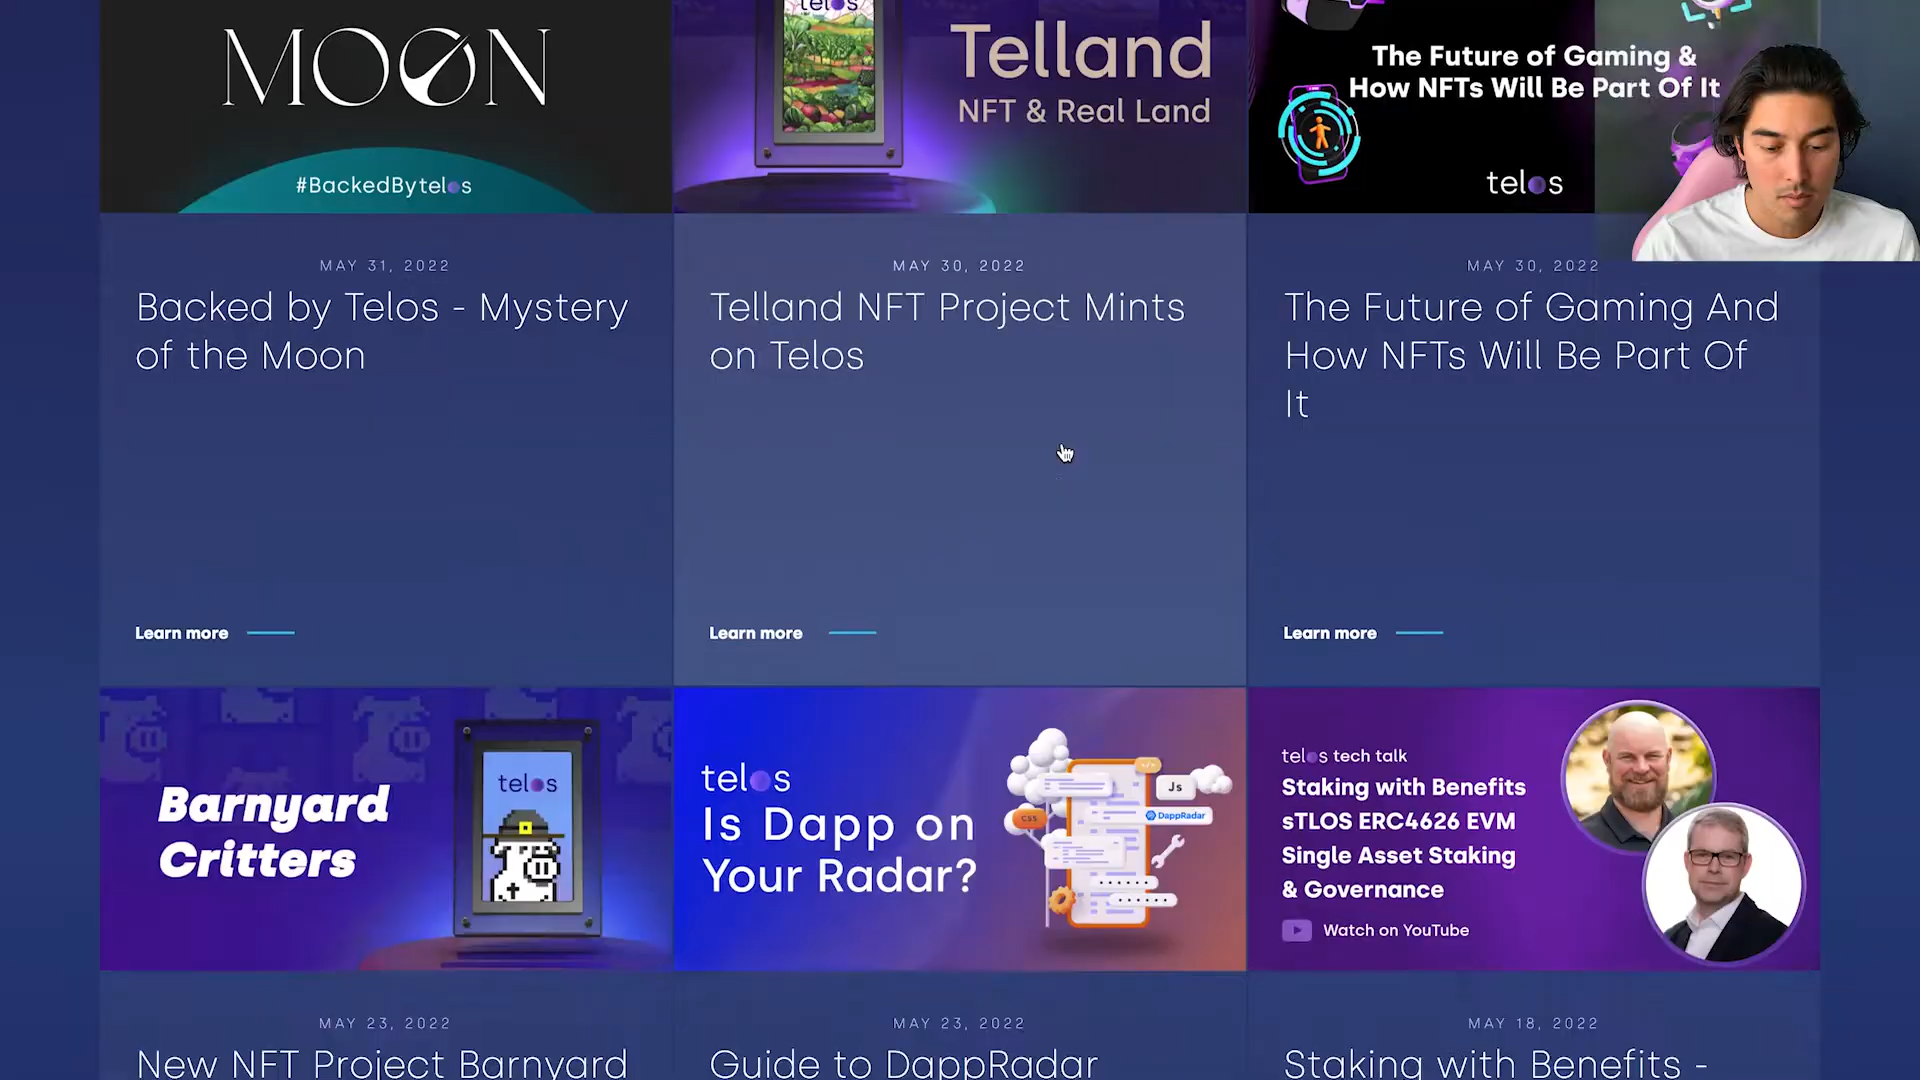 MOON
#BackedBytelos
telos
Telland
NFT & Real Land
The Future of Gaming &
How NFTs Will Be Part Of It
telos
MAY 31, 2022
Backed by Telos - Mystery
of the Moon
Learn more
MAY 30, 2022
Telland NFT Project Mints
on Telos
Learn more
MAY 30, 2022
The Future of Gaming And
How NFTs Will Be Part Of
It
Learn more
Barnyard
Critters
telos
telos
Is Dapp on
Your Radar?
</>
Js
CSS
DappRadar
telos tech talk
Staking with Benefits
sTLOS ERC4626 EVM
Single Asset Staking
& Governance
Watch on YouTube
MAY 23, 2022
New NFT Project Barnyard
MAY 23, 2022
Guide to DappRadar
MAY 18, 2022
Staking with Benefits -